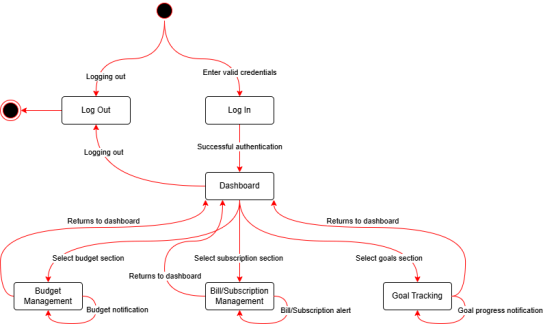 Logging out
Enter valid credentials
Log Out
Log In
Successful authentication
Logging out
Dashboard
Returns to dashboard
Returns to dashboard
Select budget section
Select subscription section
Select goals section
Returns to dashboard
Budget
Management
Bill/Subscription
Management
Goal Tracking
Budget notification
Bill/Subscription alert
Goal progress notification